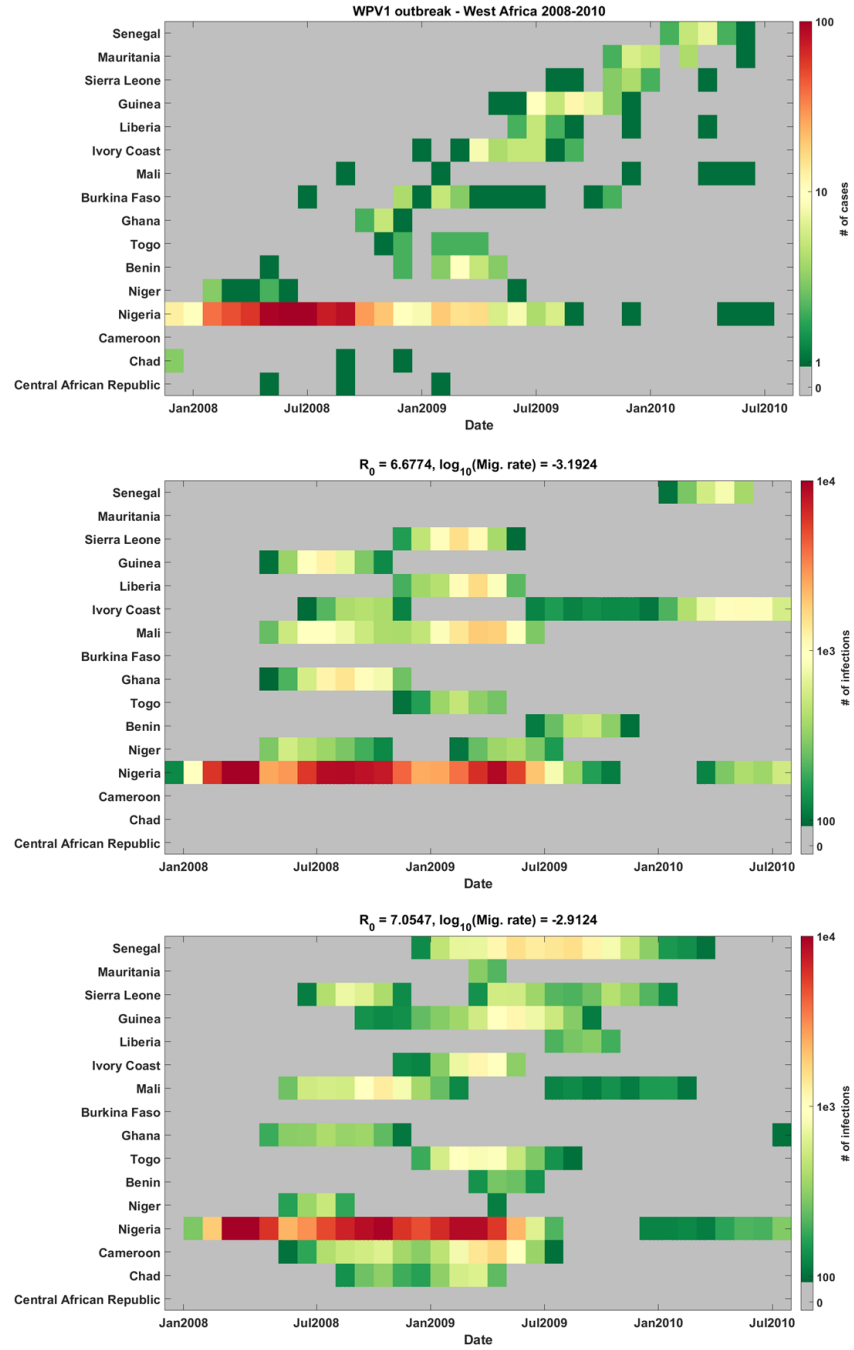 WPV1 outbreak - West Africa 2008-2010
Senegal
Mauritania
Sierra Leone
Guinea
Liberia
Ivory Coast
Mali
Burkina Faso
Ghana
Togo
Benin
Niger
Nigeria
Cameroon
Chad
Central African Republic
Jan2008 Jul2008 Jan2009 Jul2009 Jan2010 Jul2010
Date
100
10
1
0
# of cases
R0 = 6.6774, log10(Mig. rate) = -3.1924
Senegal
Mauritania
Sierra Leone
Guinea
Liberia
Ivory Coast
Mali
Burkina Faso
Ghana
Togo
Benin
Niger
Nigeria
Cameroon
Chad
Central African Republic
Jan2008 Jul2008 Jan2009 Jul2009 Jan2010 Jul2010
Date
1e4
1e3
100
0
# of infections
R0 = 7.0547, log10(Mig. rate) = -2.9124
Senegal
Mauritania
Sierra Leone
Guinea
Liberia
Ivory Coast
Mali
Burkina Faso
Ghana
Togo
Benin
Niger
Nigeria
Cameroon
Chad
Central African Republic
Jan2008 Jul2008 Jan2009 Jul2009 Jan2010 Jul2010
Date
1e4
1e3
100
0
# of infections